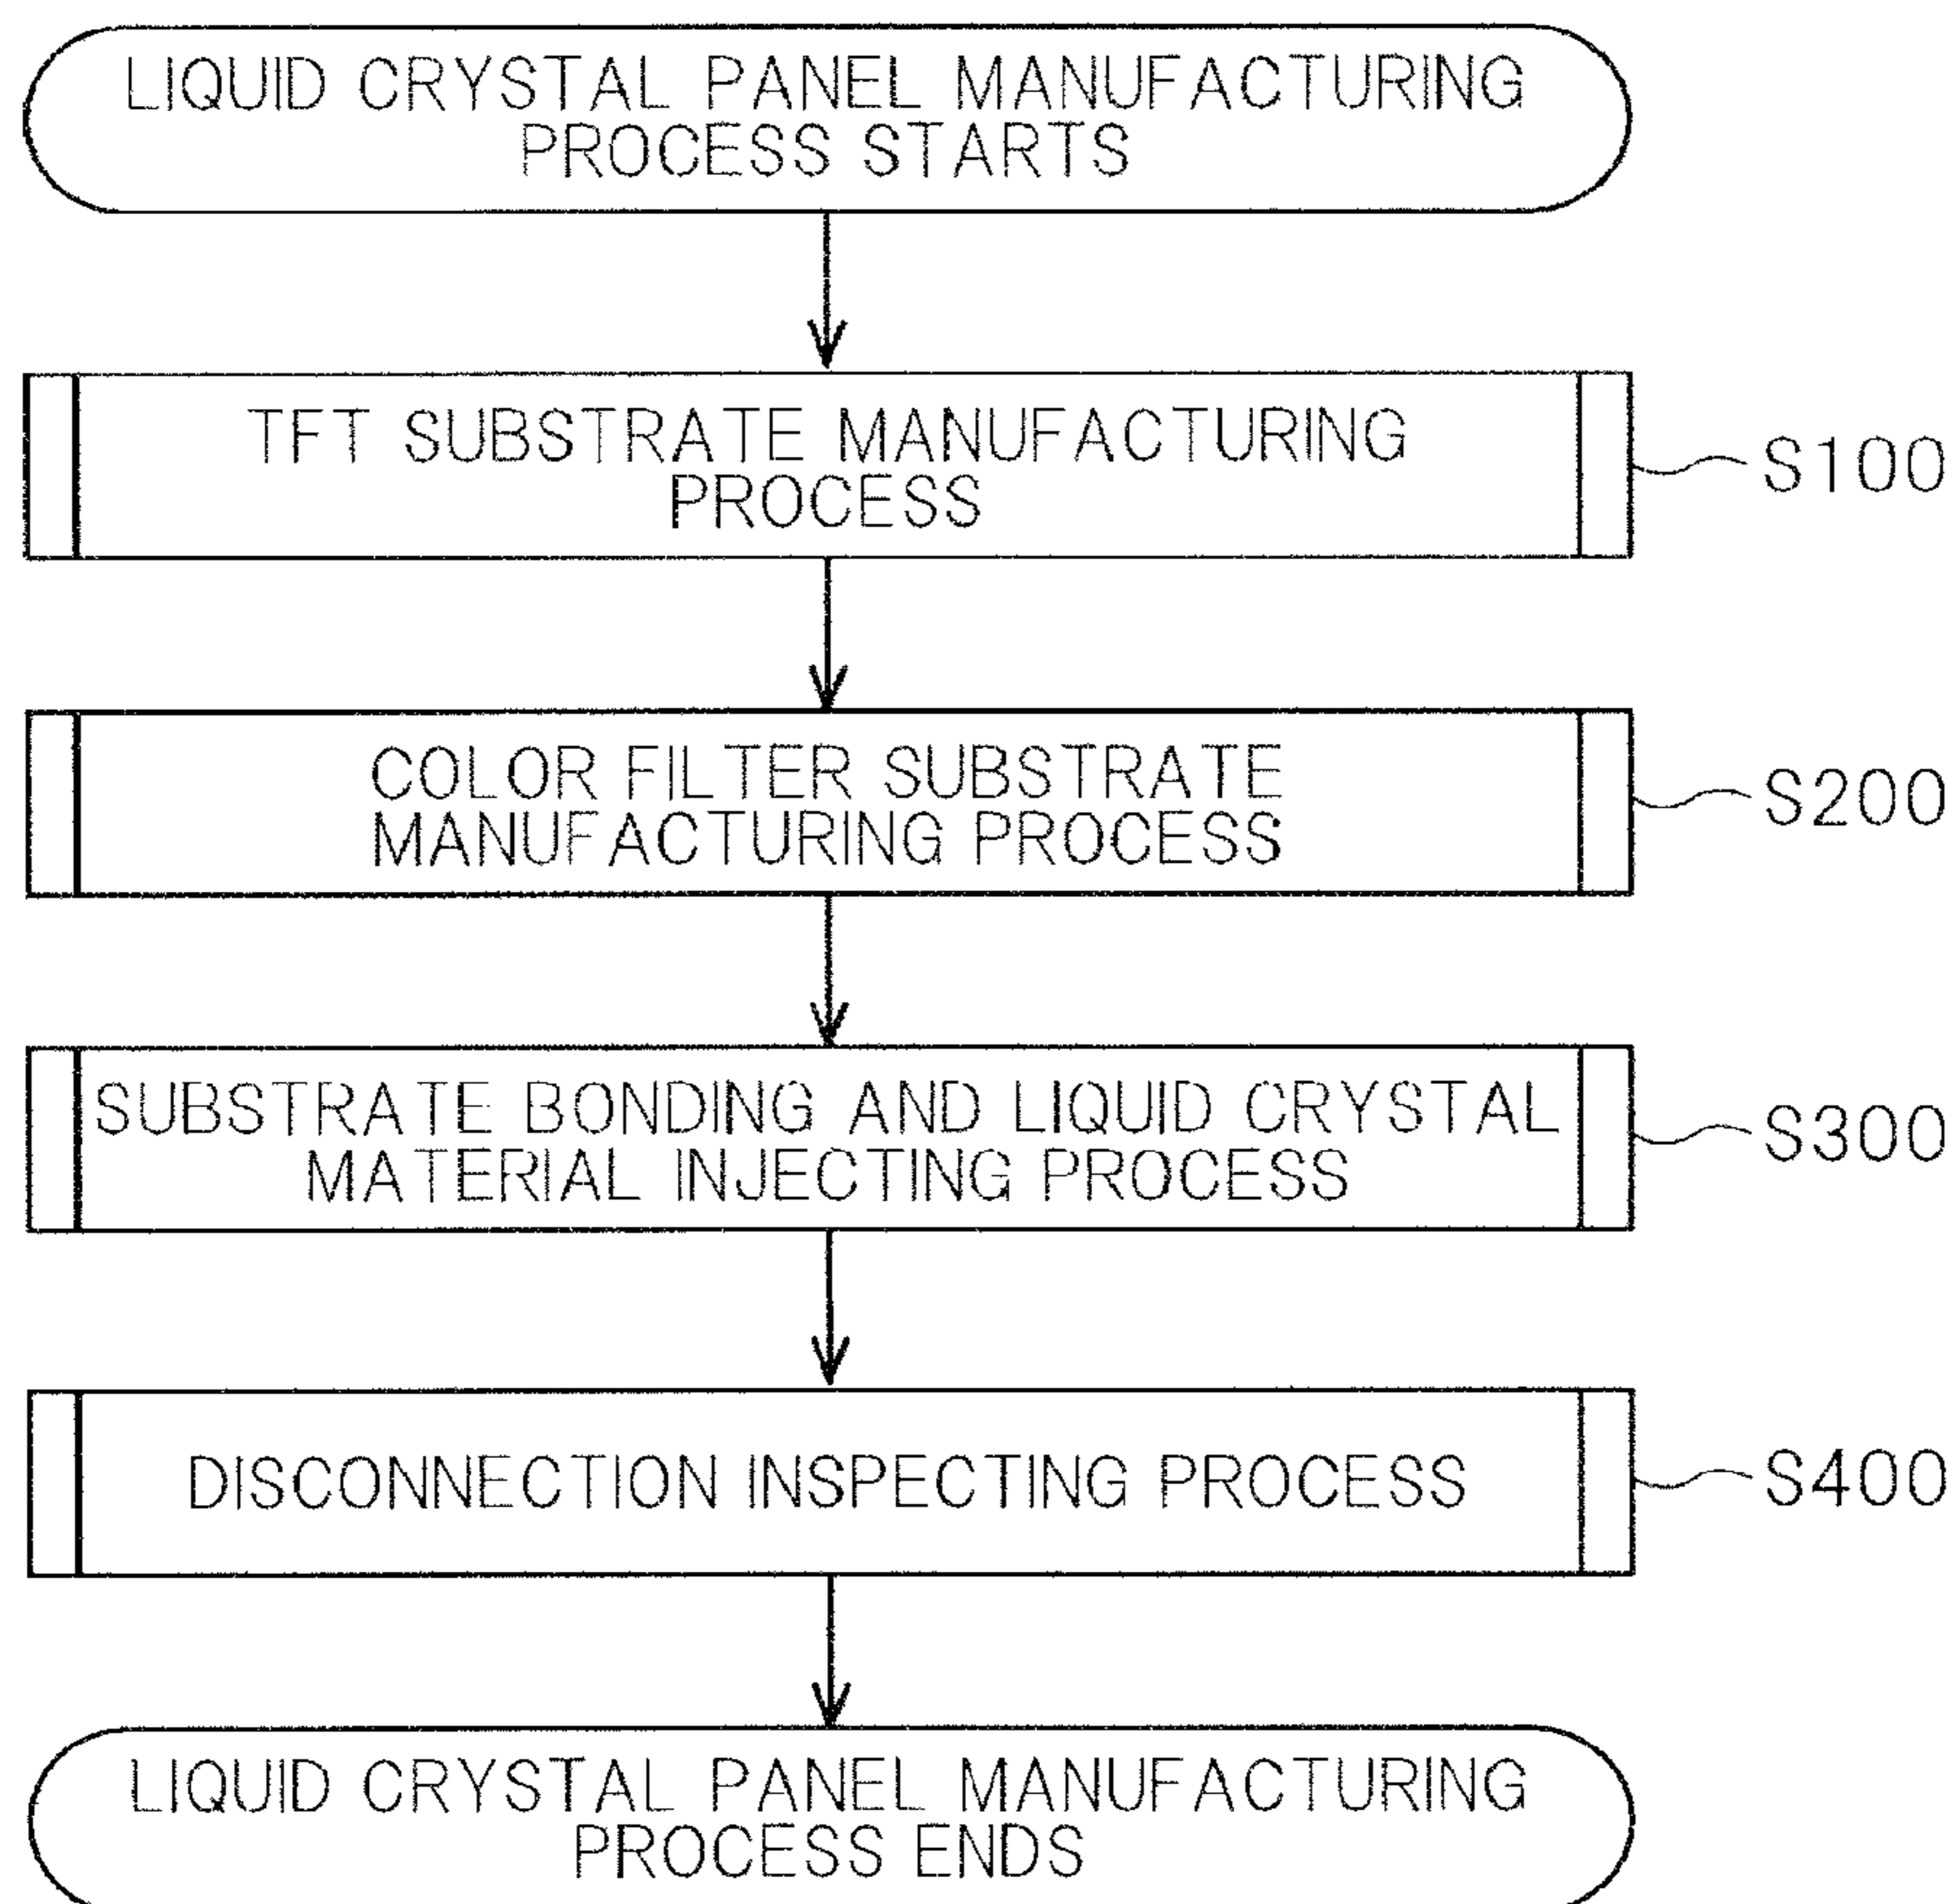 LIQUID CRYSTAL PANEL MANUFACTURING
PROCESS STARTS
TFT SUBSTRATE MANUFACTURING
PROCESS
S100
COLOR FILTER SUBSTRATE
MANUFACTURING PROCESS
S200
SUBSTRATE BONDING AND LIQUID CRYSTAL
MATERIAL INJECTING PROCESS
S300
DISCONNECTION INSPECTING PROCESS
S400
LIQUID CRYSTAL PANEL MANUFACTURING
PROCESS ENDS